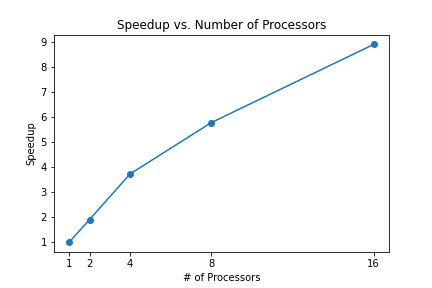 Speedup vs. Number of Processors
9
8
7
6
5
4
3
2
1
Speedup
1 2 4 8 16
# of Processors